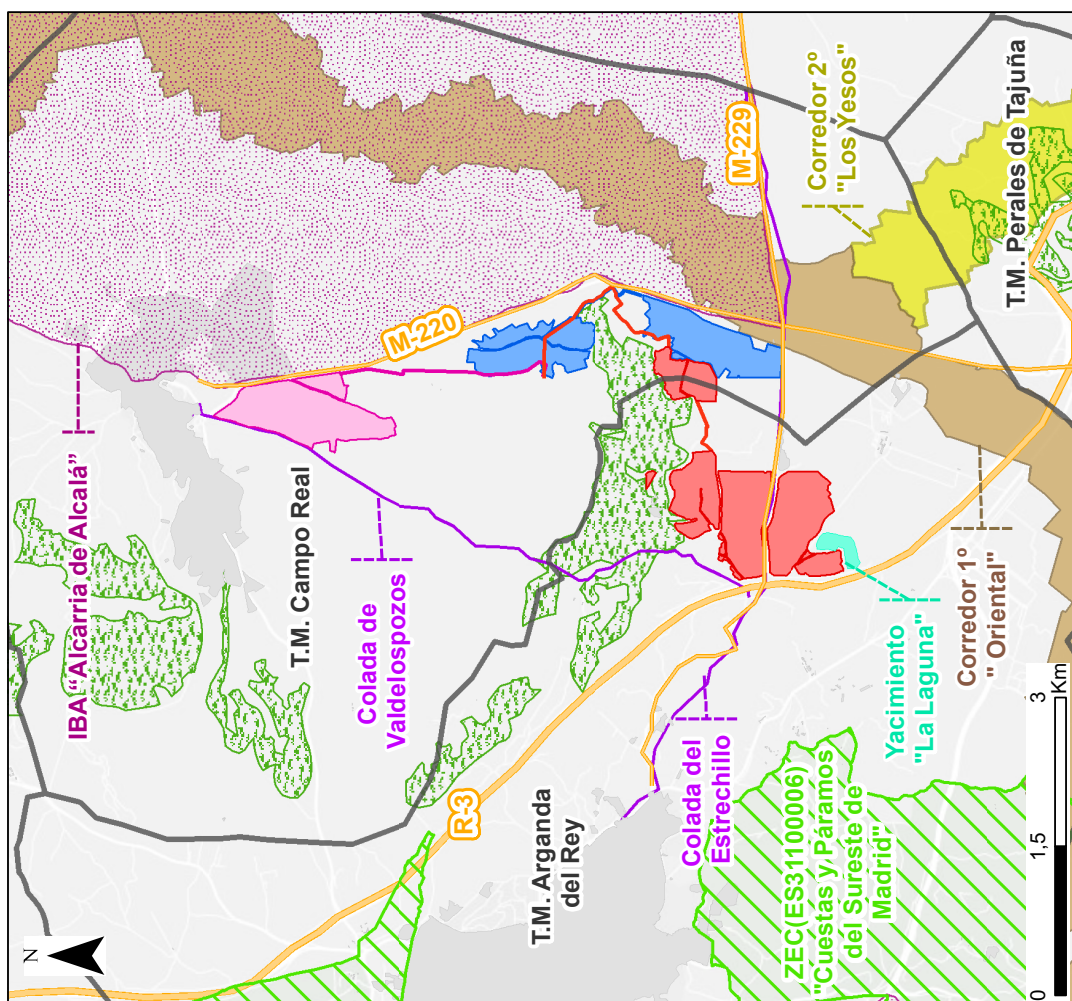 IBA “Alcarria de Alcalá”
T.M. Campo Real
Colada de
Valdelospozos
M-220
M-229
Corredor 2º
"Los Yesos"
T.M. Perales de Tajuña
R-3
T.M. Arganda
del Rey
Colada del
Estrechillo
ZEC(ES3110006)
"Cuestas y Páramos
del Sureste de
Madrid"
Yacimiento
"La Laguna"
Corredor 1º
" Oriental"
N
0
1,5
3
Km